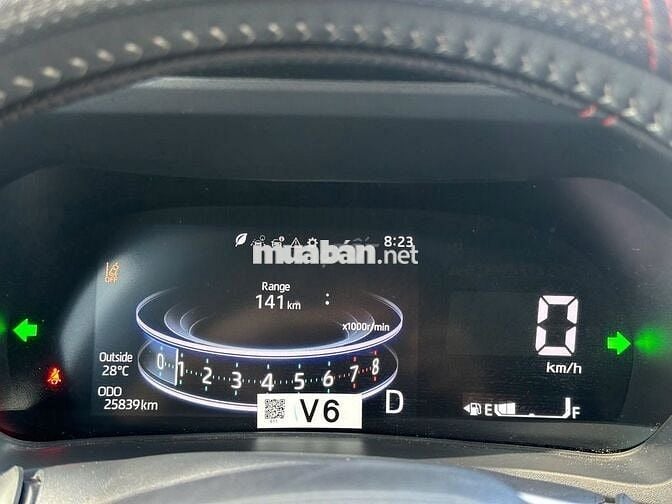 8:23
muaban.net
OFF
Range
141 km
x1000r/min
0 1 2 3 4 5 6 7 8
Outside
28°C
ODO
25839km
V6
D
0
km/h
E F